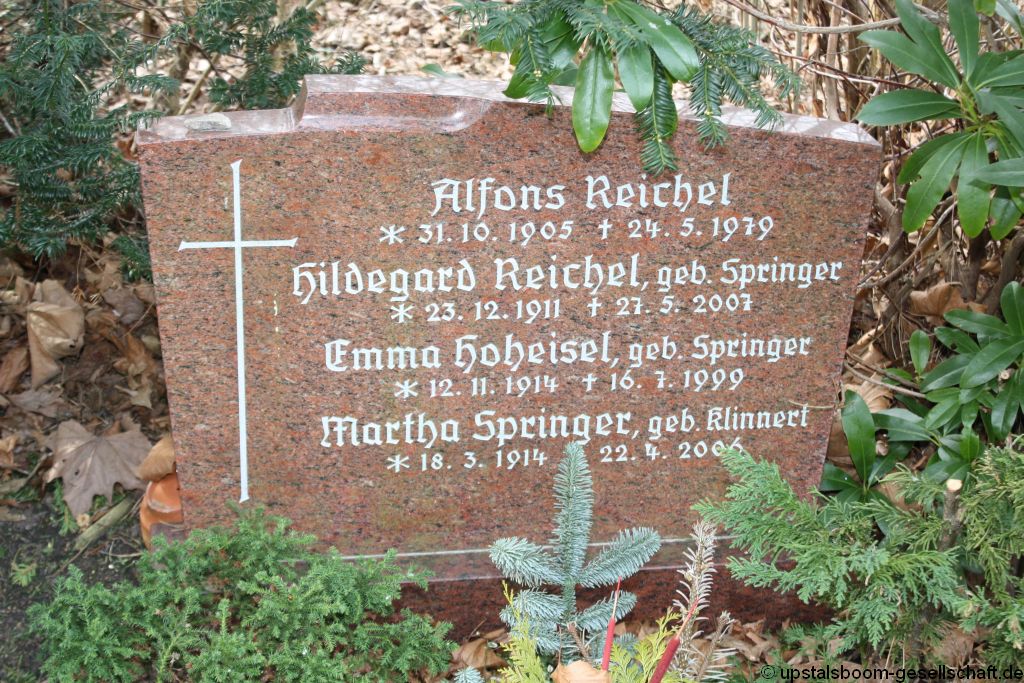 Alfons Reichel
* 31. 10. 1905 † 24. 5. 1979
Hildegard Reichel, geb. Springer
* 23. 12. 1911 † 27. 5. 2007
Emma Hoheisel, geb. Springer
* 12. 11. 1914 † 16. 7. 1999
Martha Springer, geb. Klinnert
* 18. 3. 1914 22. 4. 2006
© upstalsboom-gesellschaft.de